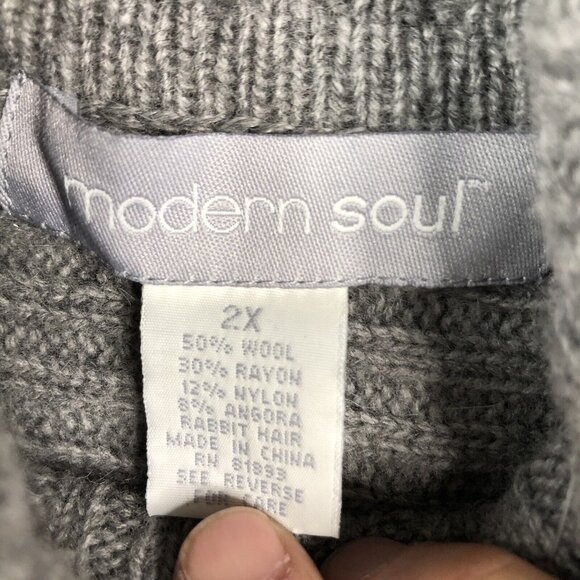 modern soul™
2X
50% WOOL
30% RAYON
12% NYLON
8% ANGORA
RABBIT HAIR
MADE IN CHINA
RN 81899
SEE REVERSE
FOR CARE